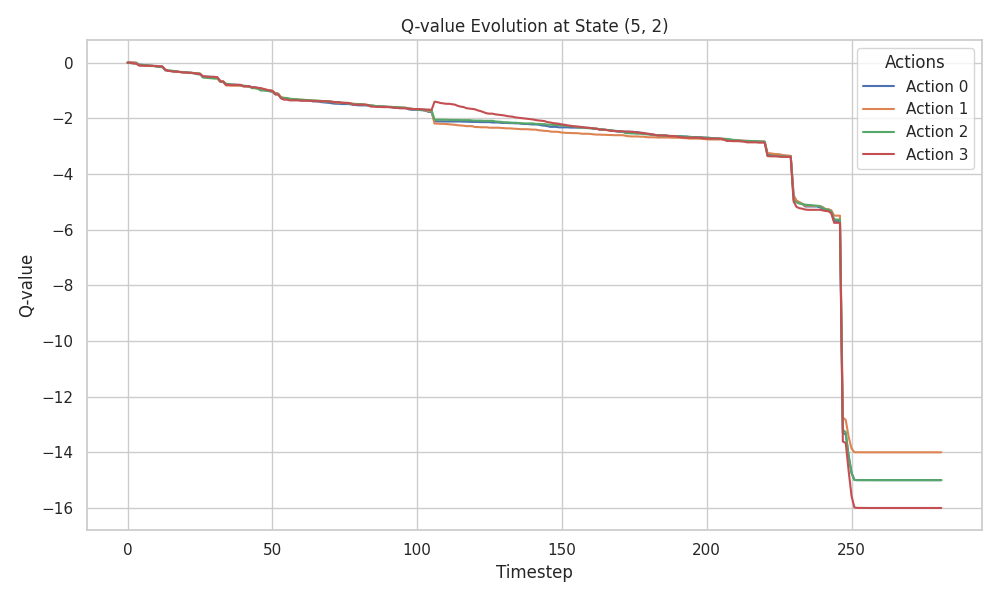 Q-value Evolution at State (5, 2)
Actions
Action 0
Action 1
Action 2
Action 3
Q-value
0
−2
−4
−6
−8
−10
−12
−14
−16
0 50 100 150 200 250
Timestep